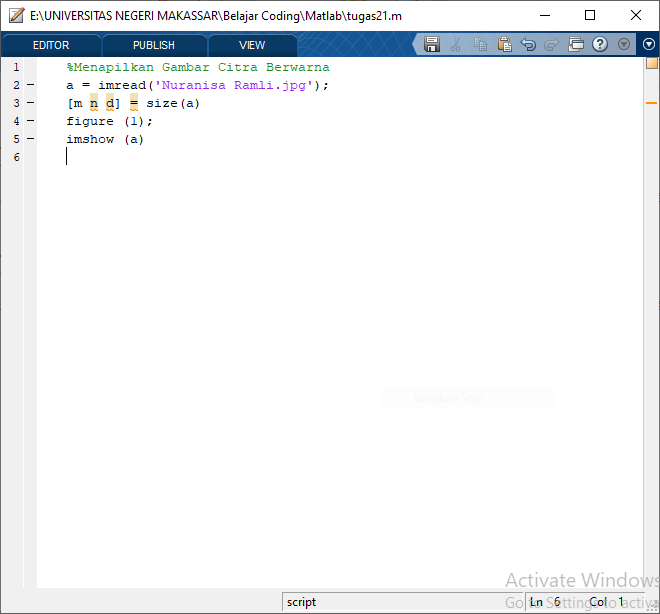 E:\UNIVERSITAS NEGERI MAKASSAR\Belajar Coding\Matlab\tugas21.m
EDITOR PUBLISH VIEW
1 %Menapilkan Gambar Citra Berwarna
2 a = imread('Nuranisa Ramli.jpg');
3 [m n d] = size(a)
4 figure (1);
5 imshow (a)
6
Activate Windows
Go to Settings to activa
script Ln 6 Col 1